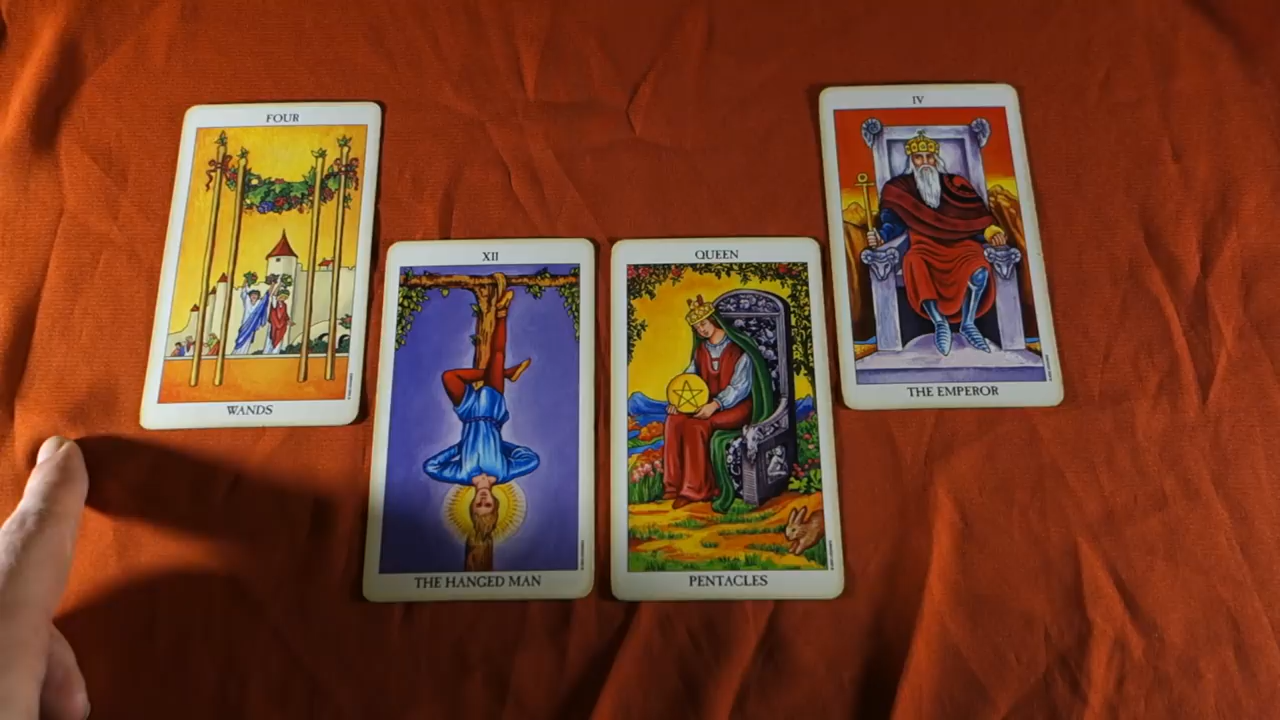 FOUR
WANDS
XII
THE HANGED MAN
QUEEN
PENTACLES
IV
THE EMPEROR